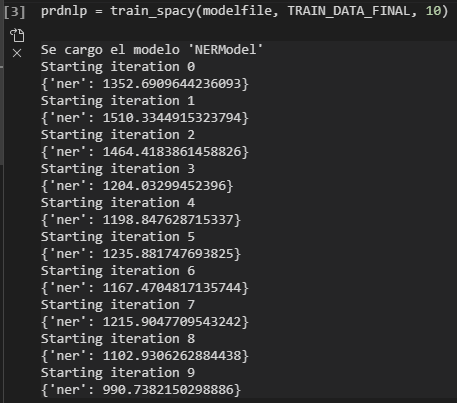 [3] prdnlp = train_spacy(modelfile, TRAIN_DATA_FINAL, 10)
Se cargo el modelo 'NERModel'
Starting iteration 0
{'ner': 1352.6909644236093}
Starting iteration 1
{'ner': 1510.3344915323794}
Starting iteration 2
{'ner': 1464.4183861458826}
Starting iteration 3
{'ner': 1204.03299452396}
Starting iteration 4
{'ner': 1198.847628715337}
Starting iteration 5
{'ner': 1235.881747693825}
Starting iteration 6
{'ner': 1167.4704817135744}
Starting iteration 7
{'ner': 1215.9047709543242}
Starting iteration 8
{'ner': 1102.9306262884438}
Starting iteration 9
{'ner': 990.7382150298886}